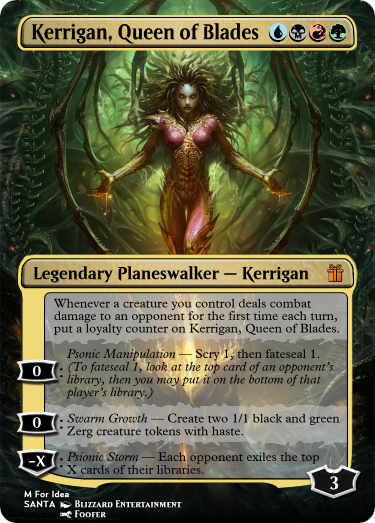 Kerrigan, Queen of Blades
Legendary Planeswalker — Kerrigan
Whenever a creature you control deals combat
damage to an opponent for the first time each turn,
put a loyalty counter on Kerrigan, Queen of Blades.
0: Psonic Manipulation — Scry 1, then fateseal 1.
(To fateseal 1, look at the top card of an opponent's
library, then you may put it on the bottom of that
player's library.)
0: Swarm Growth — Create two 1/1 black and green
Zerg creature tokens with haste.
-X: Psionic Storm — Each opponent exiles the top
X cards of their libraries.
3
M For Idea
SANTA Blizzard Entertainment
Foofer